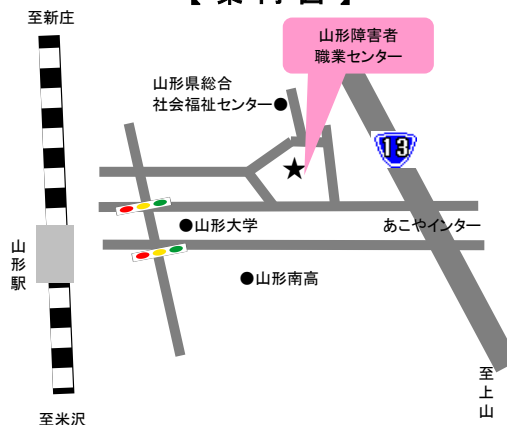 【案内図】
至新庄
山形障害者
職業センター
山形県総合
社会福祉センター●
13
●山形大学
あこやインター
山形駅
●山形南高
至上山
至米沢